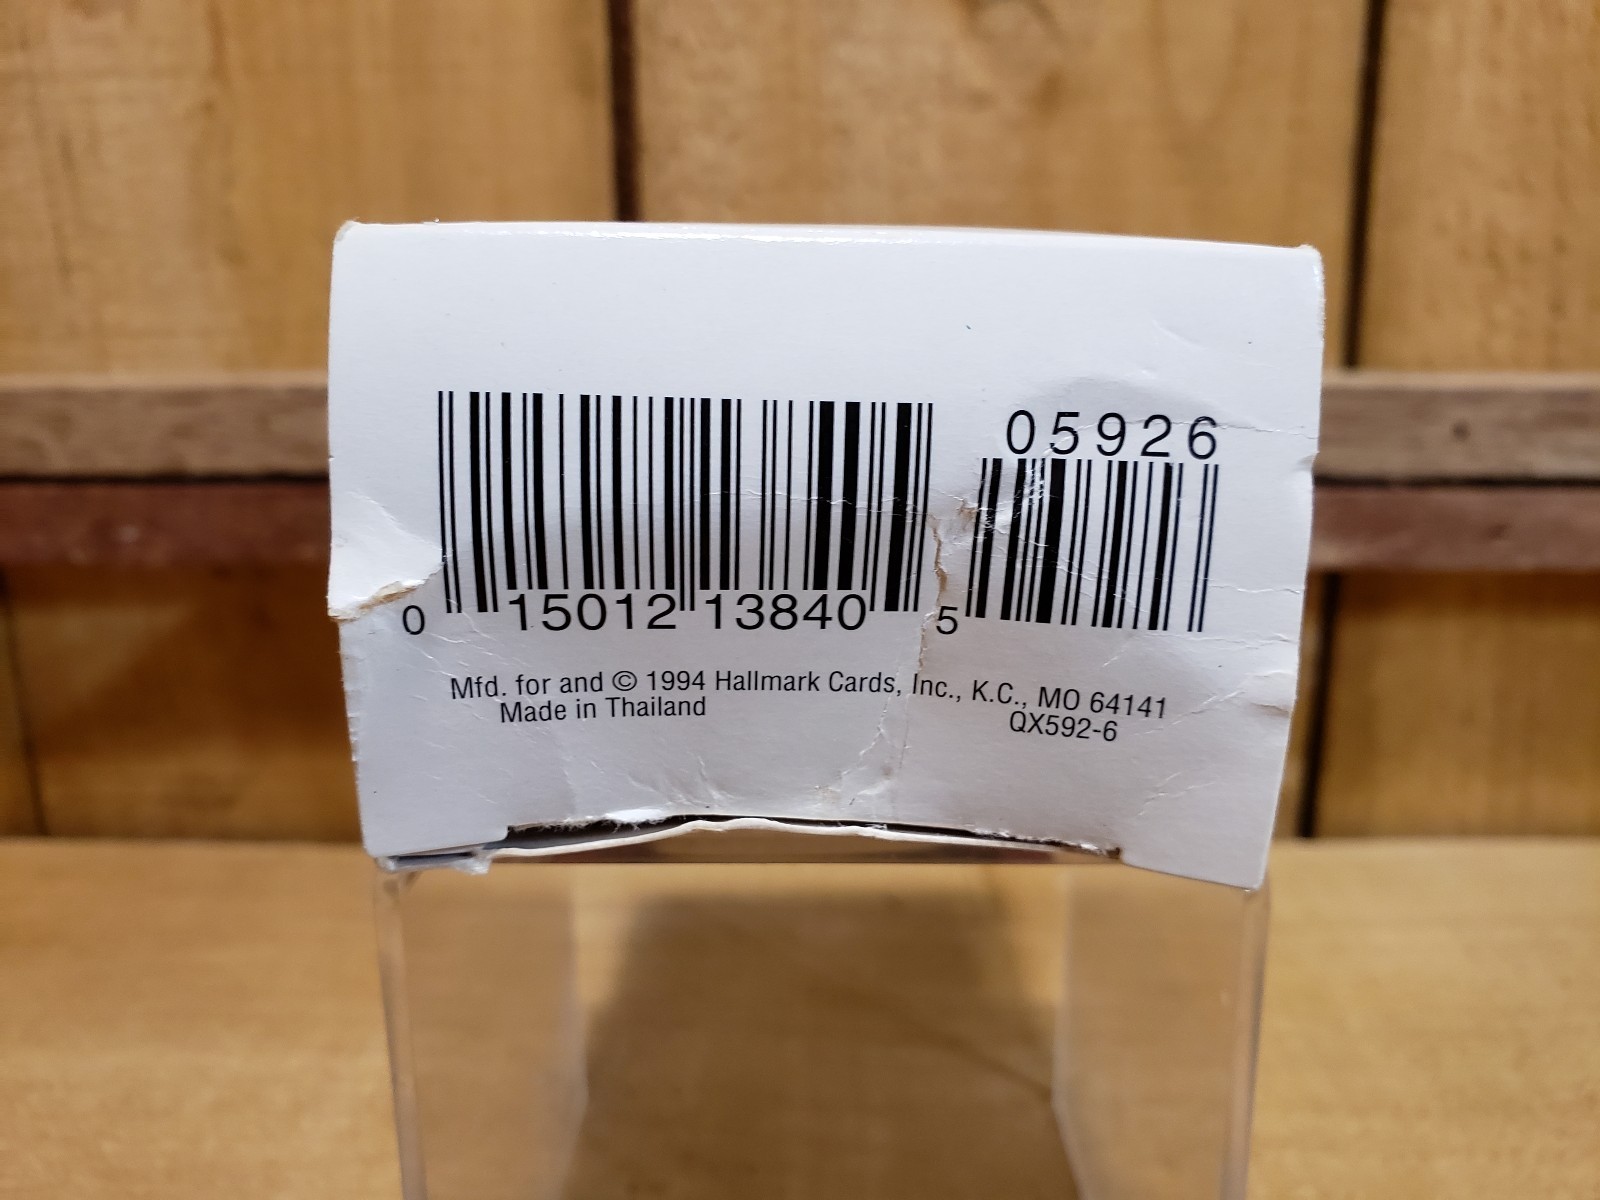 05926
0 15012 13840 5
Mfd. for and © 1994 Hallmark Cards, Inc., K.C., MO 64141
Made in Thailand
QX592-6